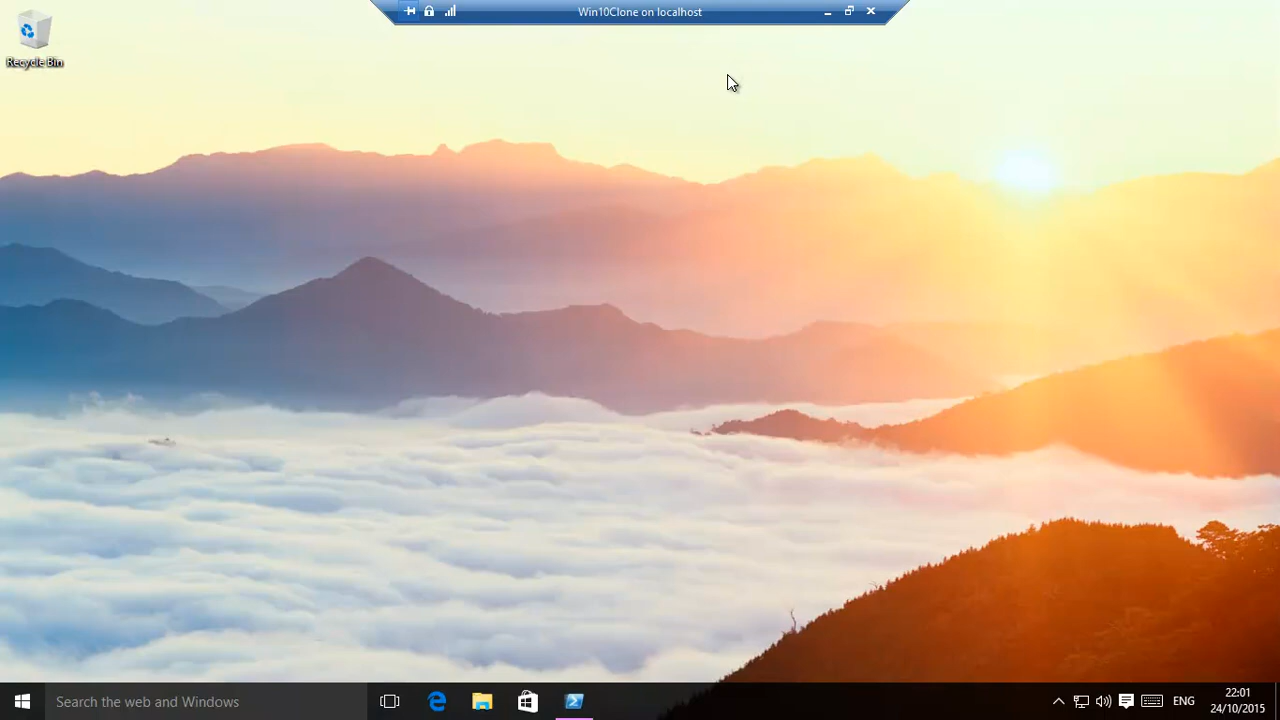 Win10Clone on localhost
Recycle Bin
Search the web and Windows
ENG
22:01
24/10/2015